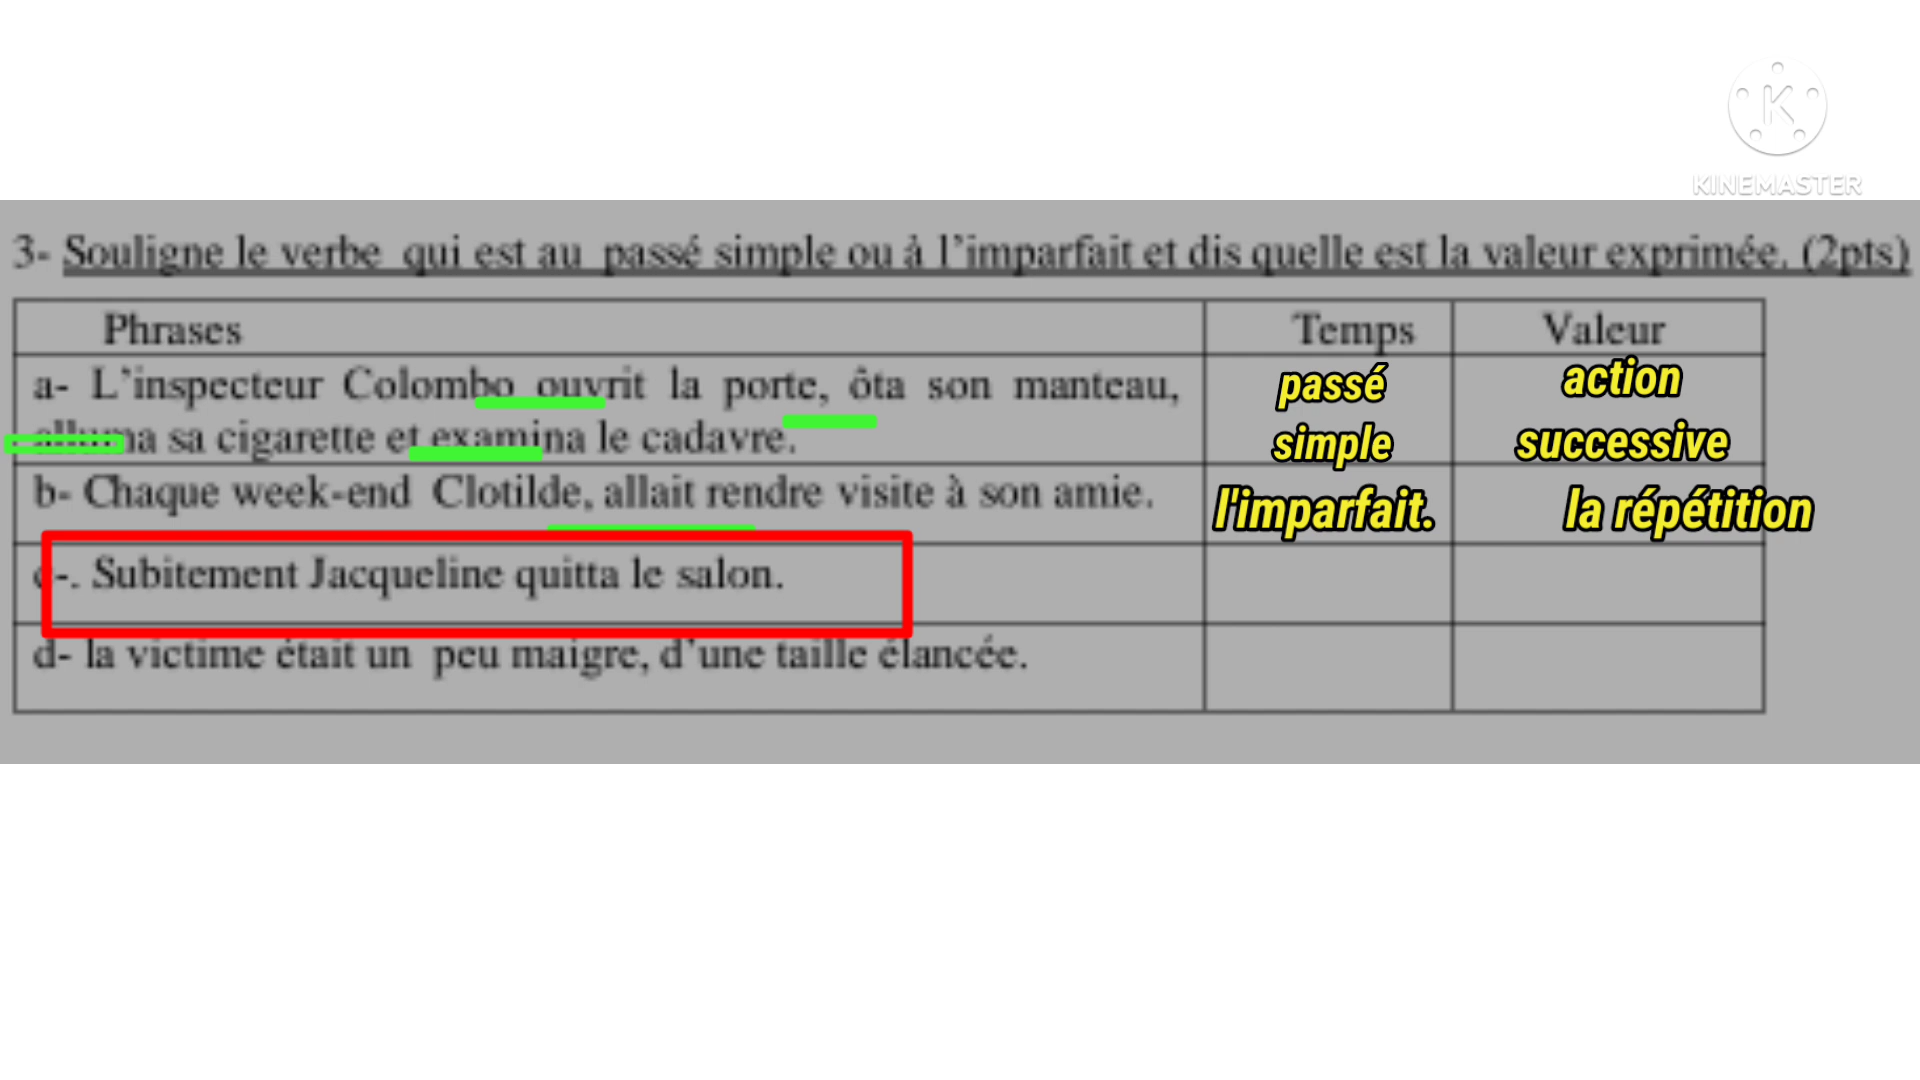 KINEMASTER
3- Souligne le verbe qui est au passé simple ou à l'imparfait et dis quelle est la valeur exprimée. (2pts)
Phrases Temps Valeur
a- L'inspecteur Colombo ouvrit la porte, ôta son manteau, passé action
alluma sa cigarette et examina le cadavre. simple successive
b- Chaque week-end Clotilde, allait rendre visite à son amie. l'imparfait. la répétition
c-. Subitement Jacqueline quitta le salon.
d- la victime était un peu maigre, d'une taille élancée.